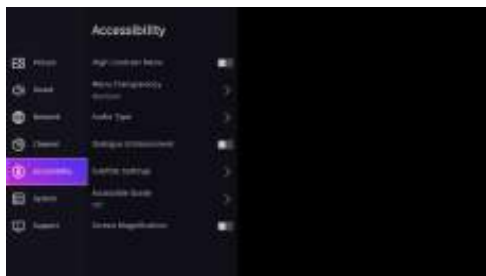 Accessibility
Picture
High Contrast Menu
Sound
Menu Transparency
Network
Audio Type
Channel
Dialogue Enhancement
Accessibility
Subtitle Settings
System
Accessible Guide
Off
Support
Screen Magnification